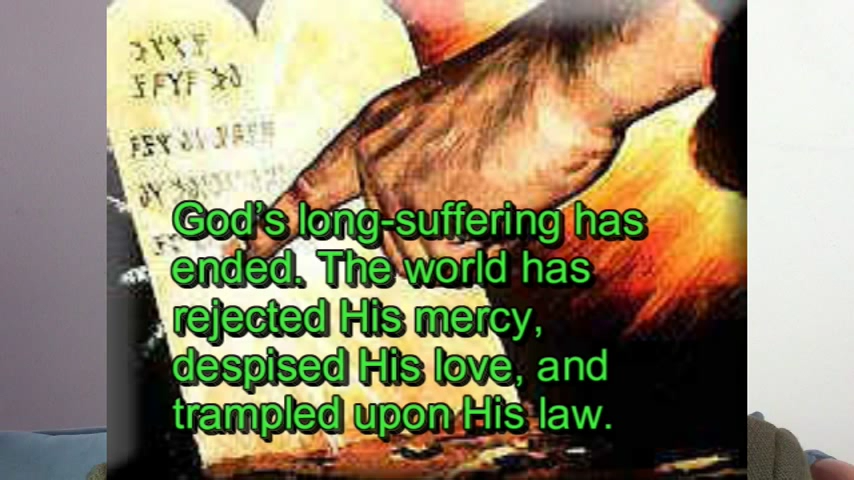 God's long-suffering has
ended. The world has
rejected His mercy,
despised His love, and
trampled upon His law.